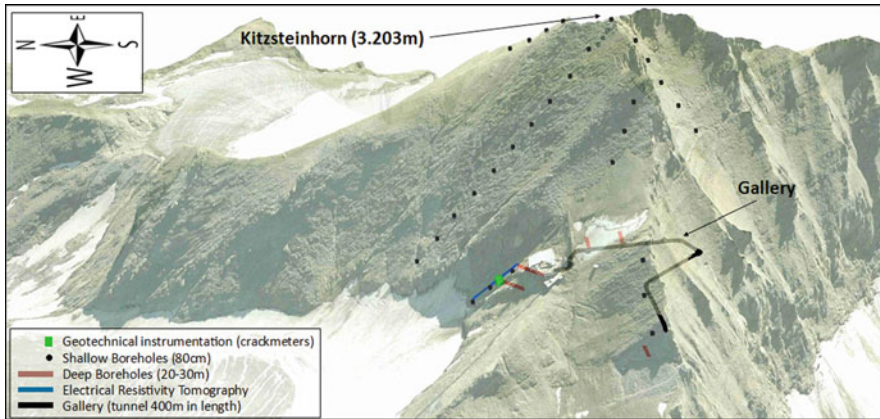 E
N
S
W
Kitzsteinhorn (3.203m)
Gallery
Geotechnical instrumentation (crackmeters)
Shallow Boreholes (80cm)
Deep Boreholes (20-30m)
Electrical Resistivity Tomography
Gallery (tunnel 400m in length)